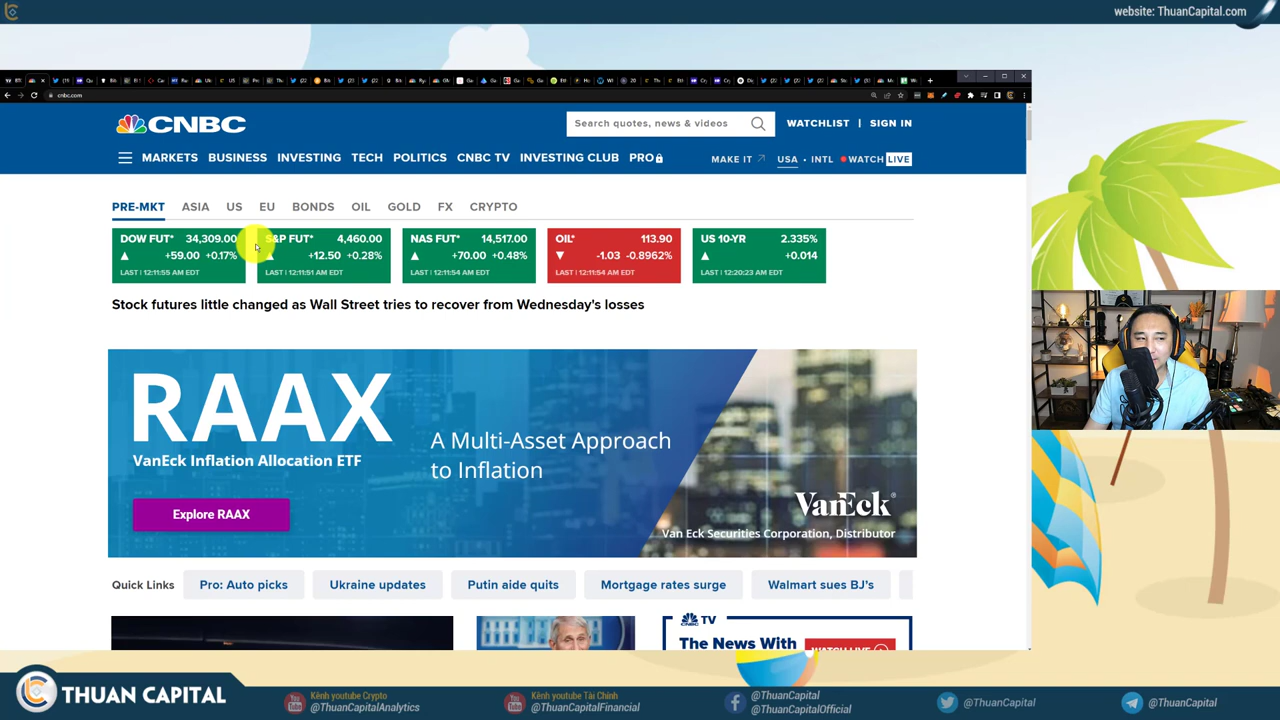 website: ThuanCapital.com
cnbc.com
CNBC
Search quotes, news & videos
WATCHLIST | SIGN IN
MARKETS BUSINESS INVESTING TECH POLITICS CNBC TV INVESTING CLUB PRO
MAKE IT USA • INTL WATCH LIVE
PRE-MKT ASIA US EU BONDS OIL GOLD FX CRYPTO
DOW FUT* 34,309.00
+59.00 +0.17%
LAST | 12:11:55 AM EDT
S&P FUT* 4,460.00
+12.50 +0.28%
LAST | 12:11:51 AM EDT
NAS FUT* 14,517.00
+70.00 +0.48%
LAST | 12:11:54 AM EDT
OIL* 113.90
-1.03 -0.8962%
LAST | 12:11:54 AM EDT
US 10-YR 2.335%
+0.014
LAST | 12:20:23 AM EDT
Stock futures little changed as Wall Street tries to recover from Wednesday's losses
RAAX
VanEck Inflation Allocation ETF
Explore RAAX
A Multi-Asset Approach
to Inflation
VanEck®
Van Eck Securities Corporation, Distributor
Quick Links Pro: Auto picks Ukraine updates Putin aide quits Mortgage rates surge Walmart sues BJ's
CNBC TV
The News With
WATCH LIVE
THUAN CAPITAL
Kênh youtube Crypto
@ThuanCapitalAnalytics
Kênh youtube Tài Chính
@ThuanCapitalFinancial
@ThuanCapital
@ThuanCapitalOfficial
@ThuanCapital
@ThuanCapital